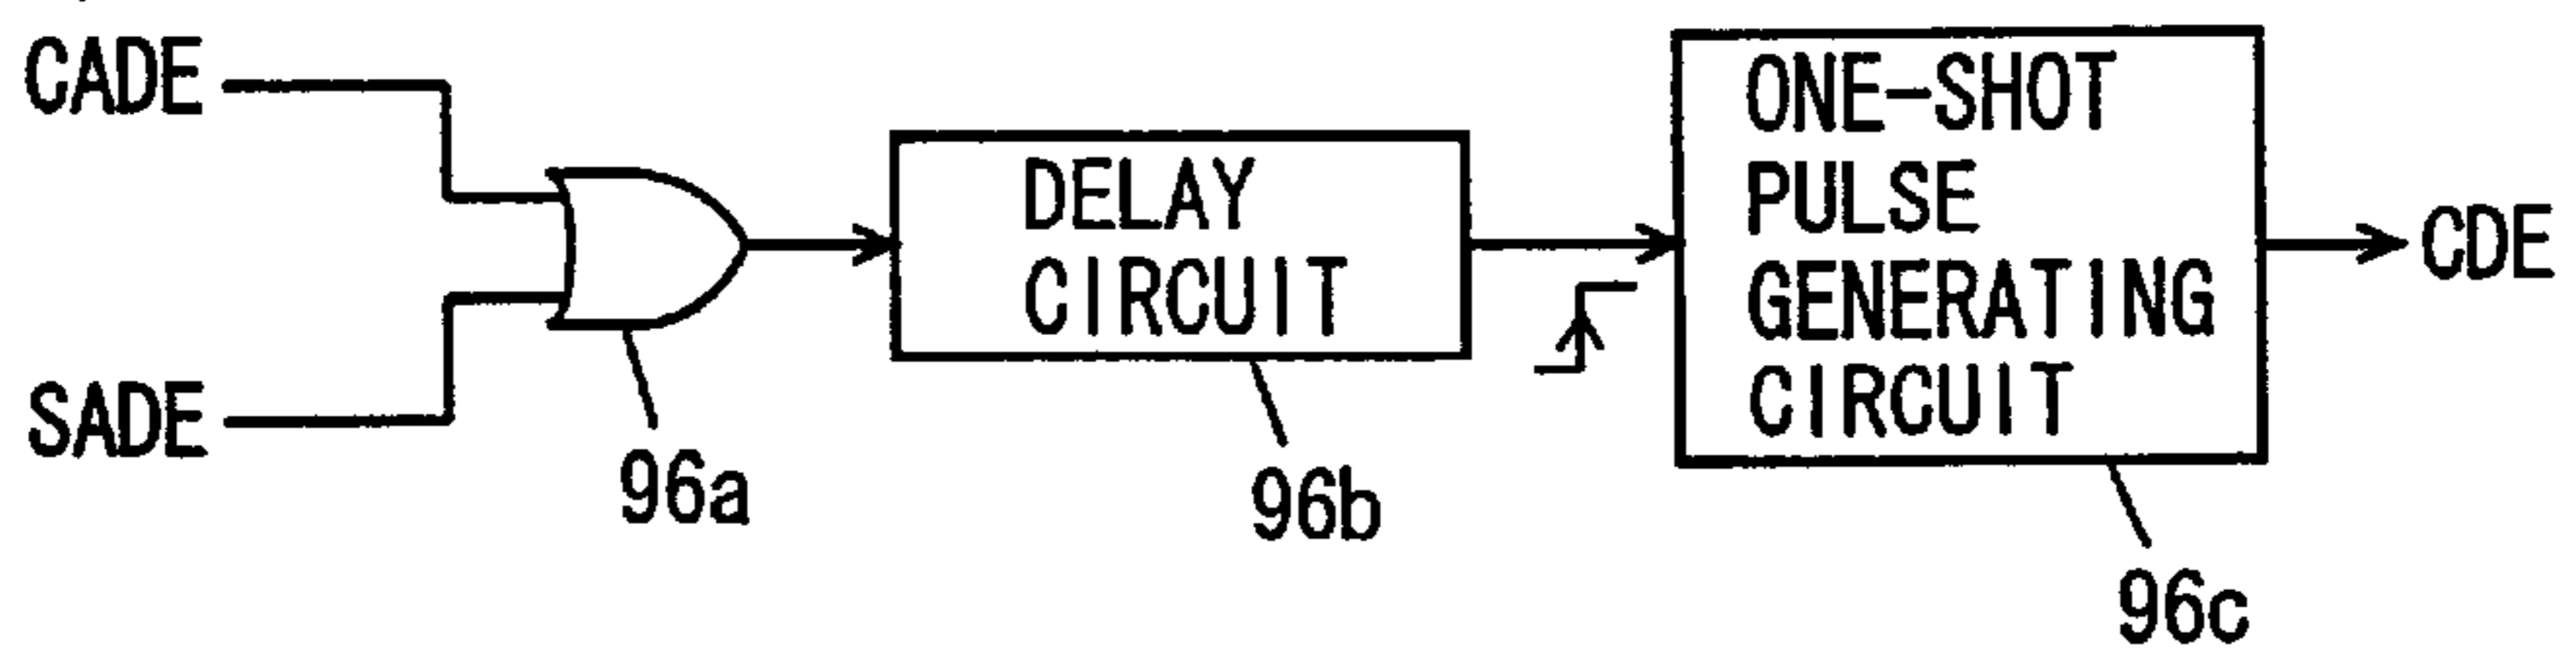 CADE
SADE
96a
DELAY
CIRCUIT
96b
ONE-SHOT
PULSE
GENERATING
CIRCUIT
96c
CDE